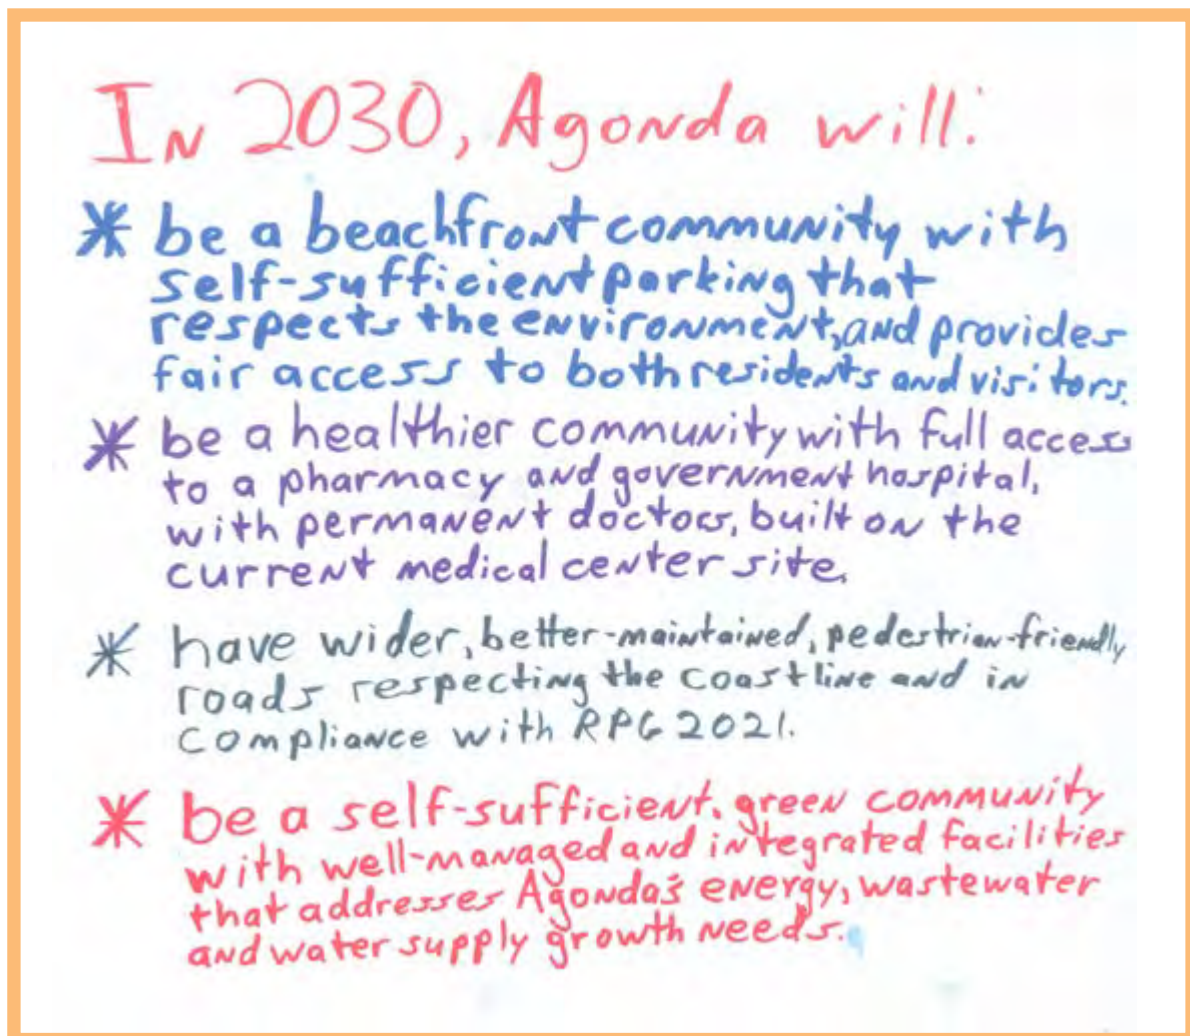 In 2030, Agonda will:
* be a beachfront community with
self-sufficient parking that
respects the environment, and provides
fair access to both residents and visitors.
* be a healthier community with full access
to a pharmacy and government hospital,
with permanent doctors, built on the
current medical center site.
* have wider, better-maintained, pedestrian-friendly
roads respecting the coastline and in
compliance with RPG 2021.
* be a self-sufficient, green community
with well-managed and integrated facilities
that addresses Agonda's energy, wastewater
and water supply growth needs.